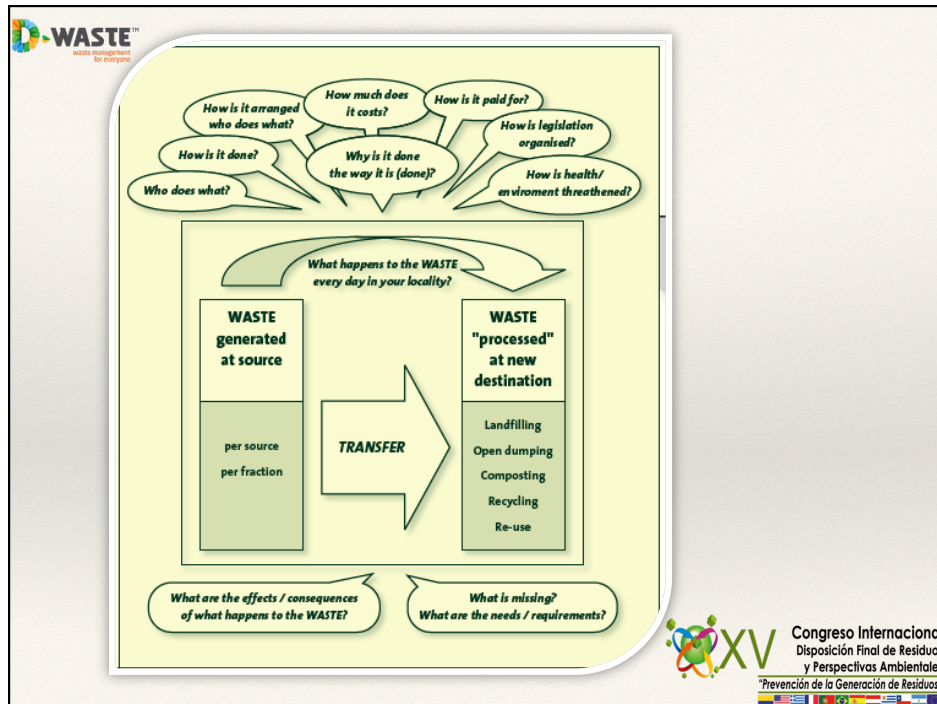 D-WASTE™
waste management
for everyone
How much does
it costs?
How is it paid for?
How is it arranged
who does what?
How is legislation
organised?
How is it done?
Why is it done
the way it is (done)?
Who does what?
How is health/
enviroment threathened?
What happens to the WASTE
every day in your locality?
WASTE
generated
at source
per source
per fraction
TRANSFER
WASTE
"processed"
at new
destination
Landfilling
Open dumping
Composting
Recycling
Re-use
What are the effects / consequences
of what happens to the WASTE?
What is missing?
What are the needs / requirements?
XV
Congreso Internaciona
Disposición Final de Residuo
y Perspectivas Ambientale
"Prevención de la Generación de Residuos